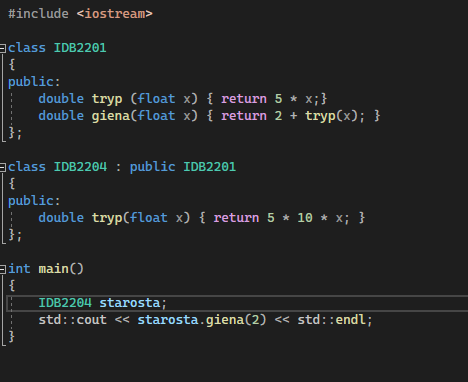 #include <iostream>
class IDB2201
{
public:
double tryp (float x) { return 5 * x;}
double giena(float x) { return 2 + tryp(x); }
};
class IDB2204 : public IDB2201
{
public:
double tryp(float x) { return 5 * 10 * x; }
};
int main()
{
IDB2204 starosta;
std::cout << starosta.giena(2) << std::endl;
}